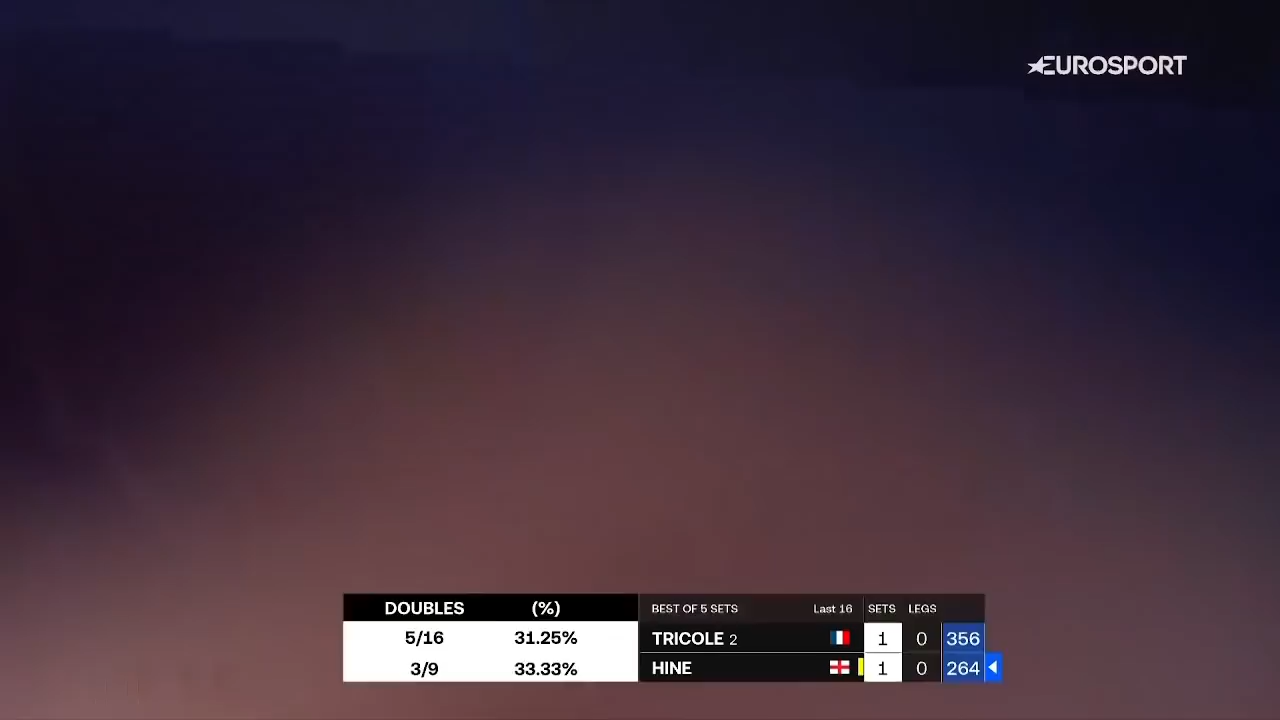 EUROSPORT
DOUBLES (%)
5/16 31.25%
3/9 33.33%
BEST OF 5 SETS Last 16 SETS LEGS
TRICOLE 2 1 0 356
HINE 1 0 264